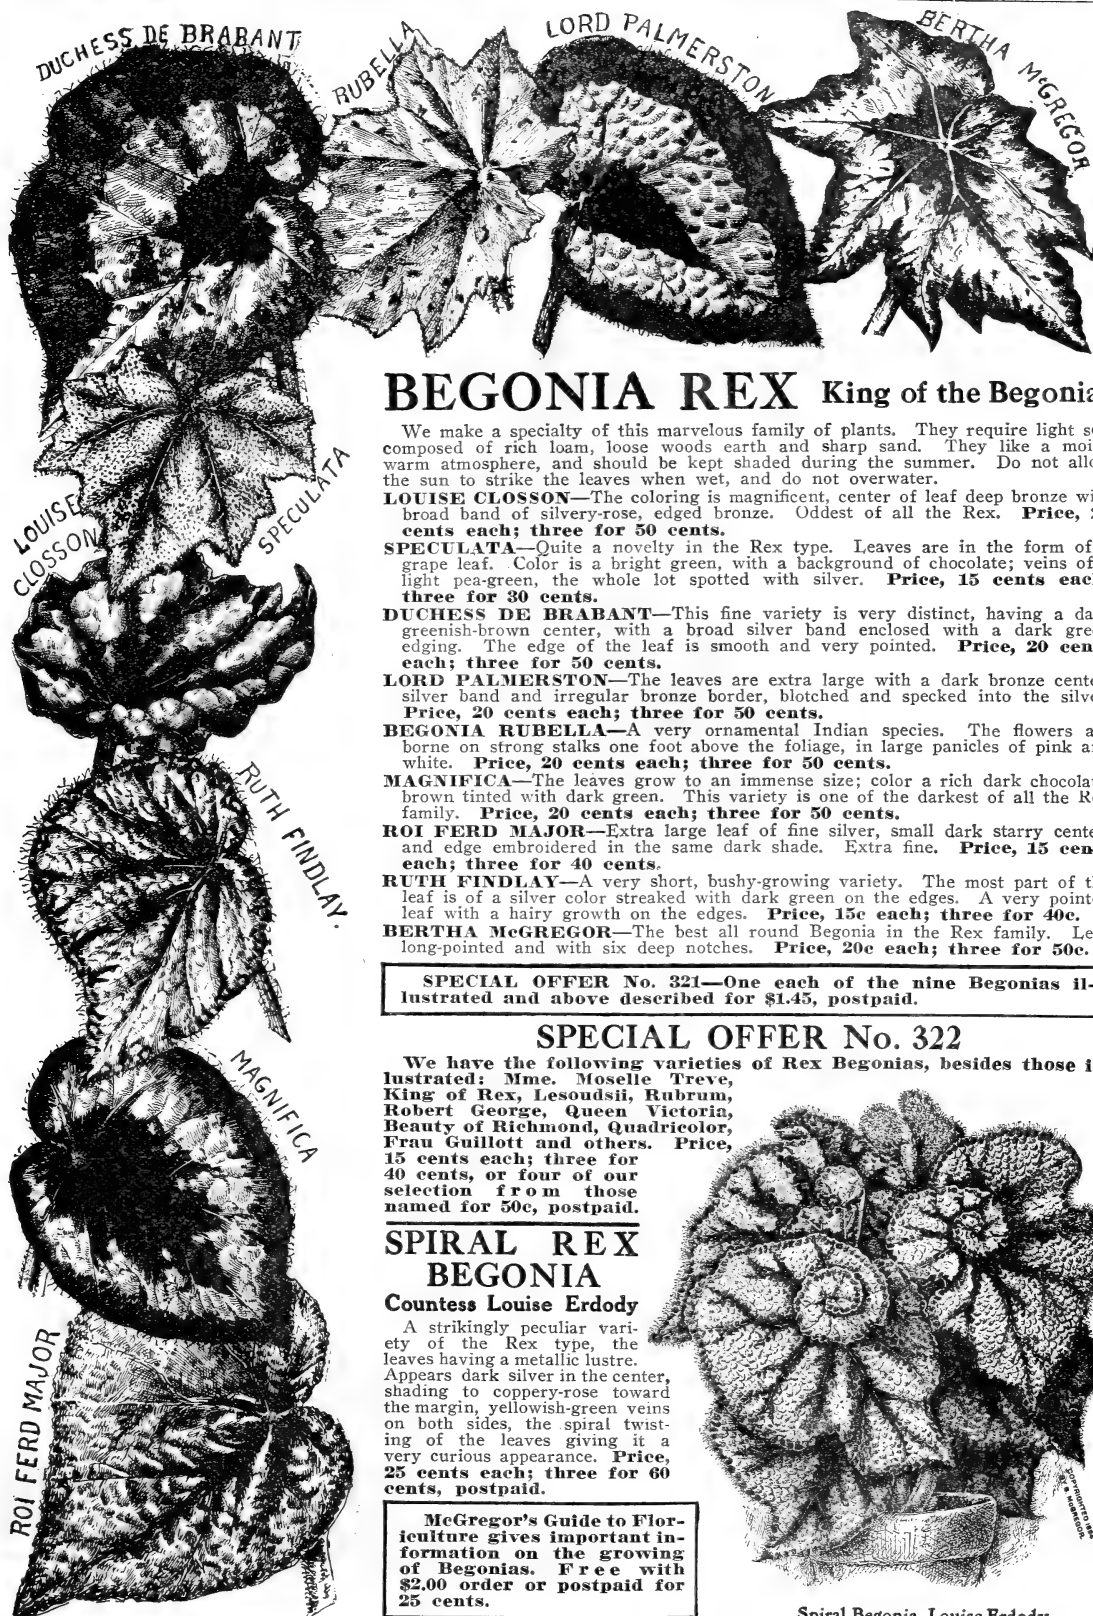 DUCHESS DE BRABANT
RUBELLA
LORD PALMERSTON
BERTHA McGREGOR
LOUISE CLOSSON
SPECULATA
RUTH FINDLAY.
MAGNIFICA
ROI FERD MAJOR
BEGONIA REX King of the
We make a specialty of this marvelous family of plants. They require light
composed of rich loam, loose woods earth and sharp sand. They like a
warm atmosphere, and should be kept shaded during the summer. Do not
the sun to strike the leaves when wet, and do not overwater.
LOUISE CLOSSON—The coloring is magnificent, center of leaf deep bronze
broad band of silvery-rose, edged bronze. Oddest of all the Rex. Price,
cents each; three for 50 cents.
SPECULATA—Quite a novelty in the Rex type. Leaves are in the form of
grape leaf. Color is a bright green, with a background of chocolate; veins of
light pea-green, the whole lot spotted with silver. Price, 15 cents
three for 30 cents.
DUCHESS DE BRABANT—This fine variety is very distinct, having a
greenish-brown center, with a broad silver band enclosed with a dark
edging. The edge of the leaf is smooth and very pointed. Price, 20
each; three for 50 cents.
LORD PALMERSTON—The leaves are extra large with a dark bronze
silver band and irregular bronze border, blotched and specked into the
Price, 20 cents each; three for 50 cents.
BEGONIA RUBELLA—A very ornamental Indian species. The flowers
borne on strong stalks one foot above the foliage, in large panicles of pink
white. Price, 20 cents each; three for 50 cents.
MAGNIFICA—The leaves grow to an immense size; color a rich dark
brown tinted with dark green. This variety is one of the darkest of all the
family. Price, 20 cents each; three for 50 cents.
ROI FERD MAJOR—Extra large leaf of fine silver, small dark starry
and edge embroidered in the same dark shade. Extra fine. Price, 15
each; three for 40 cents.
RUTH FINDLAY—A very short, bushy-growing variety. The most part of
leaf is of a silver color streaked with dark green on the edges. A very
leaf with a hairy growth on the edges. Price, 15c each; three for 40c.
BERTHA McGREGOR—The best all round Begonia in the Rex family.
long-pointed and with six deep notches. Price, 20c each; three for 50c.
SPECIAL OFFER No. 321—One each of the nine Begonias il-
lustrated and above described for $1.45, postpaid.
SPECIAL OFFER No. 322
We have the following varieties of Rex Begonias, besides those
lustrated: Mme. Moselle Treve,
King of Rex, Lesoudsii, Rubrum,
Robert George, Queen Victoria,
Beauty of Richmond, Quadricolor,
Frau Guillott and others. Price,
15 cents each; three for
40 cents, or four of our
selection from those
named for 50c, postpaid.
SPIRAL REX
BEGONIA
Countess Louise Erdody
A strikingly peculiar vari-
ety of the Rex type, the
leaves having a metallic lustre.
Appears dark silver in the center,
shading to coppery-rose toward
the margin, yellowish-green veins
on both sides, the spiral twist-
ing of the leaves giving it a
very curious appearance. Price,
25 cents each; three for 60
cents, postpaid.
McGregor's Guide to Flor-
iculture gives important in-
formation on the growing
of Begonias. Free with
$2.00 order or postpaid for
25 cents.
COPYRIGHTED
BY McGREGOR.
Spiral Begonia, Louise Erdody